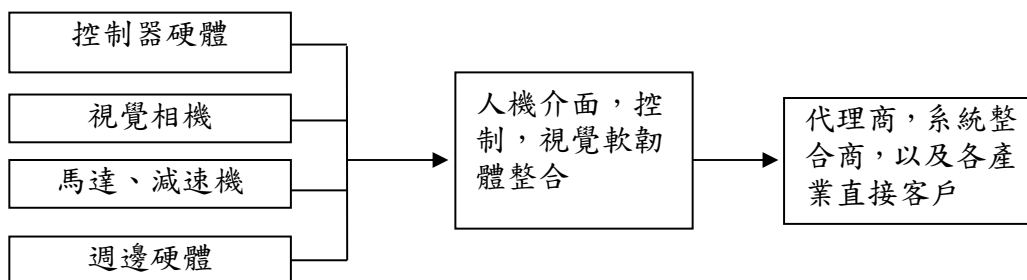 控制器硬體
視覺相機
馬達、減速機
週邊硬體
人機介面，控
制，視覺軟韌
體整合
代理商，系統整
合商，以及各產
業直接客戶